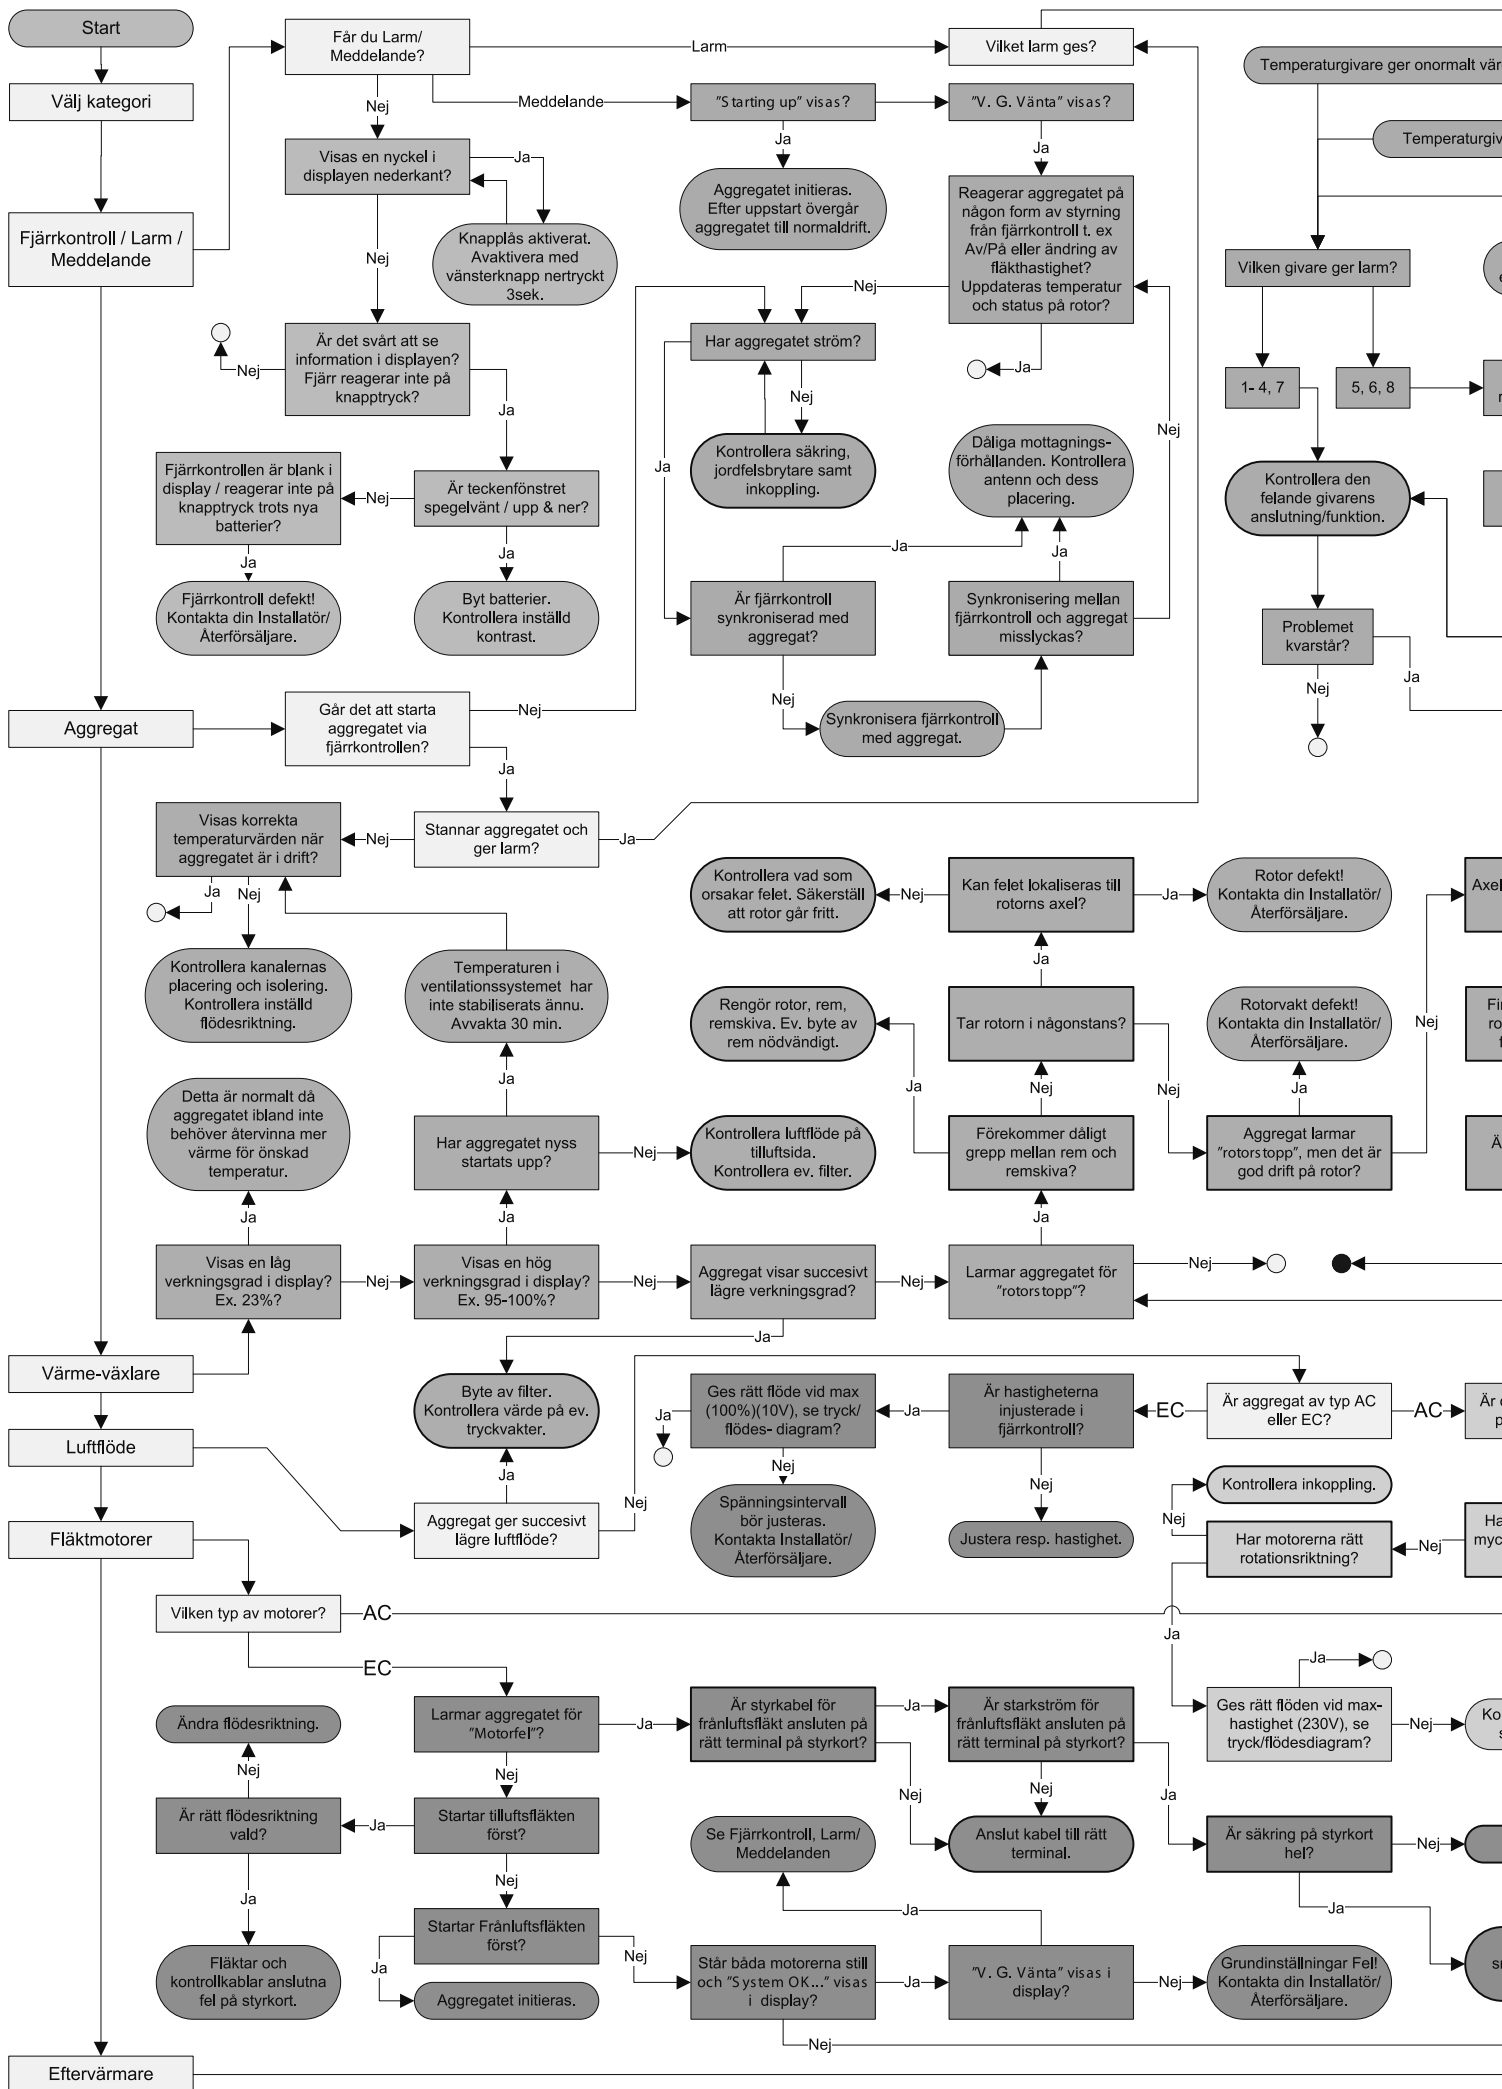 Start
Välj kategori
Fjärrkontroll / Larm /
Meddelande
Får du Larm/
Meddelande?
Larm
Vilket larm ges?
Nej
Meddelande
"Starting up" visas?
"V. G. Vänta" visas?
Ja
Ja
Visas en nyckel i
displayen nederkant?
Ja
Knapplås aktiverat.
Avaktivera med
vänsterknapp nertryckt
3sek.
Nej
Aggregatet initieras.
Efter uppstart övergår
aggregatet till normaldrift.
Reagerar aggregatet på
någon form av styrning
från fjärrkontroll t. ex
Av/På eller ändring av
fläkthastighet?
Uppdateras temperatur
och status på rotor?
Nej
Ja
Är det svårt att se
information i displayen?
Fjärr reagerar inte på
knapptryck?
Nej
Ja
Har aggregatet ström?
Nej
Ja
Kontrollera säkring,
jordfelsbrytare samt
inkoppling.
Dåliga mottagnings-
förhållanden. Kontrollera
antenn och dess
placering.
Nej
Fjärrkontrollen är blank i
display / reagerar inte på
knapptryck trots nya
batterier?
Nej
Är teckenfönstret
spegelvänt / upp & ner?
Ja
Ja
Ja
Ja
Fjärrkontroll defekt!
Kontakta din Installatör/
Återförsäljare.
Byt batterier.
Kontrollera inställd
kontrast.
Är fjärrkontroll
synkroniserad med
aggregat?
Synkronisering mellan
fjärrkontroll och aggregat
misslyckas?
Nej
Synkronisera fjärrkontroll
med aggregat.
Temperaturgivare ger onormalt vär
Temperaturgiv
Vilken givare ger larm?
e
1- 4, 7
5, 6, 8
r
Kontrollera den
felande givarens
anslutning/funktion.
Problemet
kvarstår?
Ja
Nej
Aggregat
Går det att starta
aggregatet via
fjärrkontrollen?
Nej
Ja
Stannar aggregatet och
ger larm?
Nej
Ja
Visas korrekta
temperaturvärden när
aggregatet är i drift?
Ja
Nej
Kontrollera kanalernas
placering och isolering.
Kontrollera inställd
flödesriktning.
Temperaturen i
ventilationssystemet har
inte stabiliserats ännu.
Avvakta 30 min.
Ja
Kontrollera vad som
orsakar felet. Säkerställ
att rotor går fritt.
Nej
Kan felet lokaliseras till
rotorns axel?
Ja
Rotor defekt!
Kontakta din Installatör/
Återförsäljare.
Axel
Ja
Rengör rotor, rem,
remskiva. Ev. byte av
rem nödvändigt.
Tar rotorn i någonstans?
Rotorvakt defekt!
Kontakta din Installatör/
Återförsäljare.
Nej
Fin
ro
f
Ja
Nej
Nej
Ja
Detta är normalt då
aggregatet ibland inte
behöver återvinna mer
värme för önskad
temperatur.
Har aggregatet nyss
startats upp?
Nej
Kontrollera luftflöde på
tilluftsida.
Kontrollera ev. filter.
Förekommer dåligt
grepp mellan rem och
remskiva?
Aggregat larmar
"rotorstopp", men det är
god drift på rotor?
Ä
Ja
Ja
Ja
Visas en låg
verkningsgrad i display?
Ex. 23%?
Nej
Visas en hög
verkningsgrad i display?
Ex. 95-100%?
Nej
Aggregat visar succesivt
lägre verkningsgrad?
Nej
Larmar aggregatet för
"rotorstopp"?
Nej
Ja
Värme-växlare
Luftflöde
Fläktmotorer
Byte av filter.
Kontrollera värde på ev.
tryckvakter.
Ja
Aggregat ger succesivt
lägre luftflöde?
Nej
Ja
Ges rätt flöde vid max
(100%)(10V), se tryck/
flödes- diagram?
Ja
Är hastigheterna
injusterade i
fjärrkontroll?
EC
Är aggregat av typ AC
eller EC?
AC
Är
p
Nej
Nej
Spänningsintervall
bör justeras.
Kontakta Installatör/
Återförsäljare.
Justera resp. hastighet.
Kontrollera inkoppling.
Nej
Har motorerna rätt
rotationsriktning?
Nej
Ha
myc
Ja
Vilken typ av motorer?
AC
EC
Ja
Ändra flödesriktning.
Larmar aggregatet för
"Motorfel"?
Ja
Är styrkabel för
frånluftsfläkt ansluten på
rätt terminal på styrkort?
Ja
Är starkström för
frånluftsfläkt ansluten på
rätt terminal på styrkort?
Ges rätt flöden vid max-
hastighet (230V), se
tryck/flödesdiagram?
Nej
Ko
s
Nej
Nej
Nej
Nej
Ja
Är rätt flödesriktning
vald?
Ja
Startar tilluftsfläkten
först?
Se Fjärrkontroll, Larm/
Meddelanden
Anslut kabel till rätt
terminal.
Är säkring på styrkort
hel?
Nej
Ja
Nej
Ja
Ja
Startar Frånluftsfläkten
först?
Nej
Ja
Fläktar och
kontrollkablar anslutna
fel på styrkort.
Aggregatet initieras.
Står båda motorerna still
och "System OK..." visas
i display?
Ja
"V. G. Vänta" visas i
display?
Nej
Grundinställningar Fel!
Kontakta din Installatör/
Återförsäljare.
s
Nej
Eftervärmare